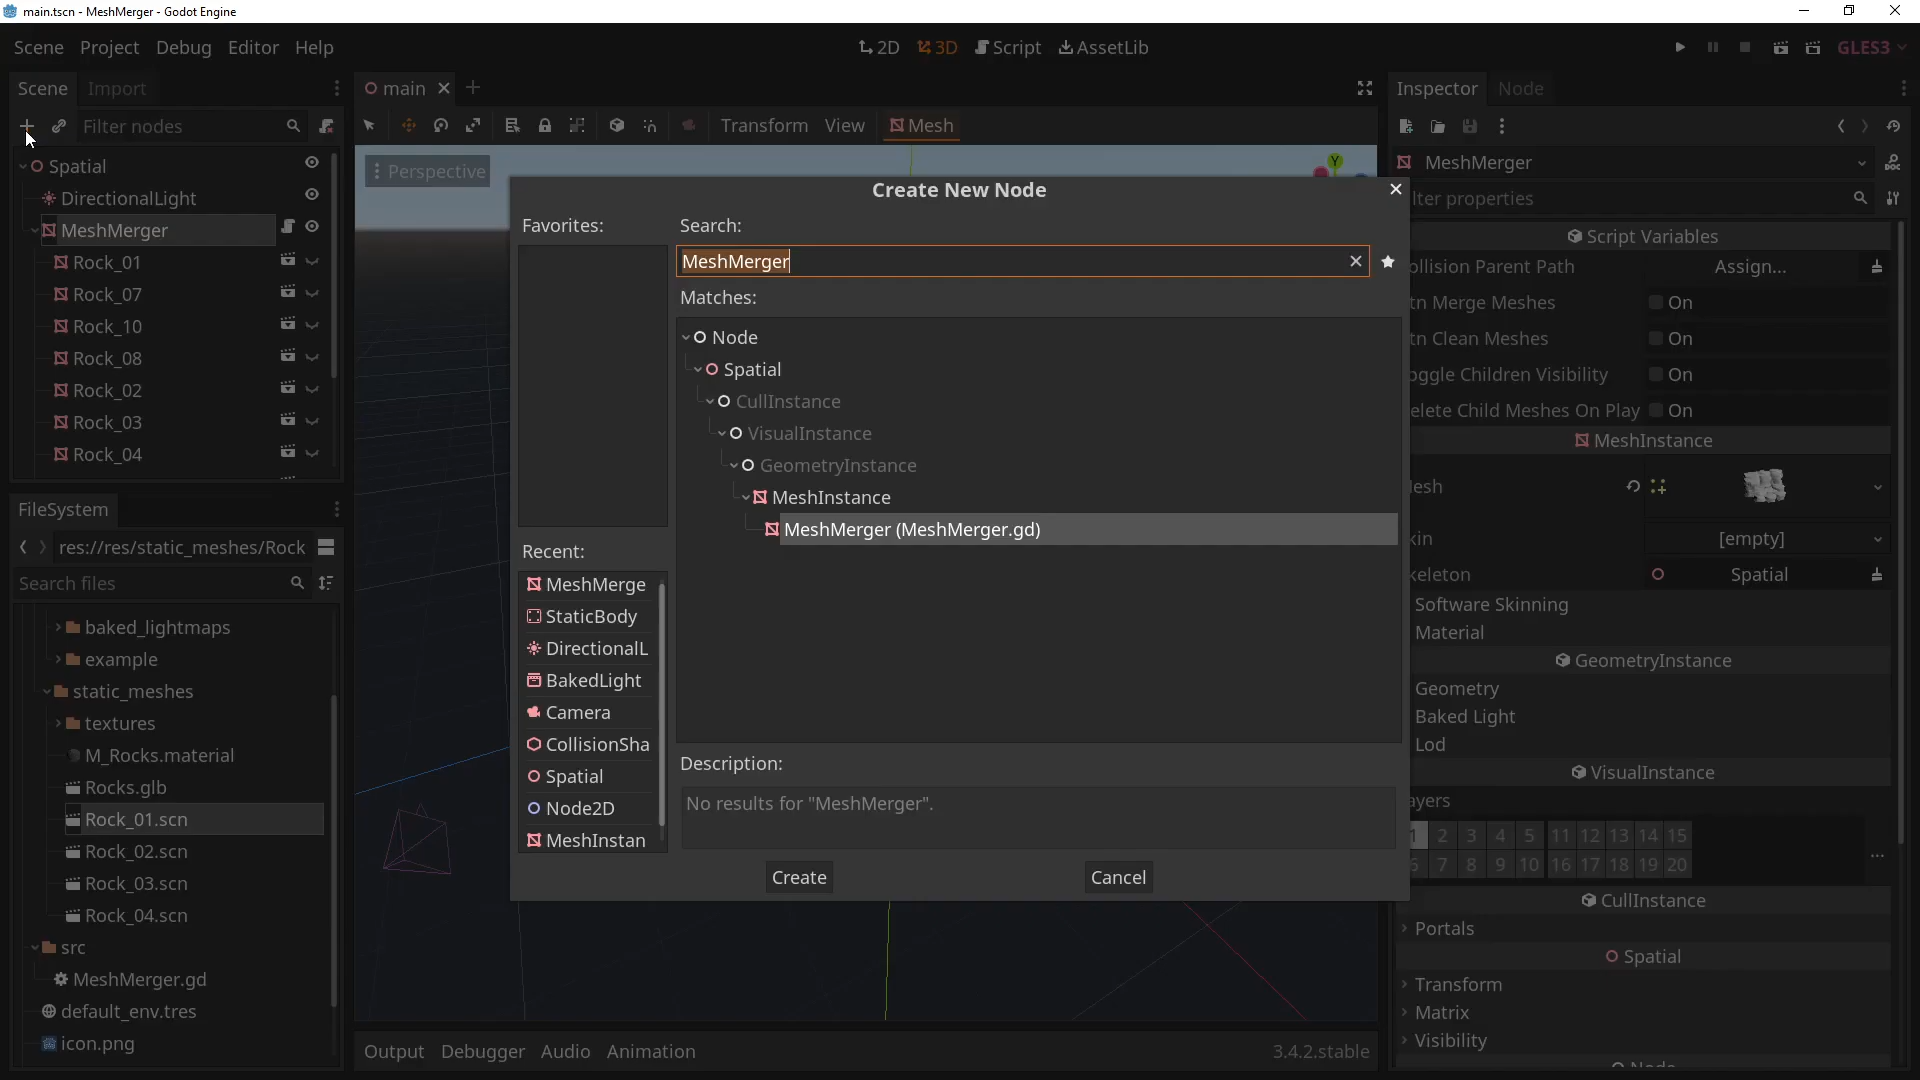 main.tscn - MeshMerger - Godot Engine
Scene Project Debug Editor Help
2D 3D Script AssetLib
GLES3
Scene Import
Filter nodes
Spatial
DirectionalLight
MeshMerger
Rock_01
Rock_07
Rock_10
Rock_08
Rock_02
Rock_03
Rock_04
FileSystem
res://res/static_meshes/Rock
Search files
baked_lightmaps
example
static_meshes
textures
M_Rocks.material
Rocks.glb
Rock_01.scn
Rock_02.scn
Rock_03.scn
Rock_04.scn
src
MeshMerger.gd
default_env.tres
icon.png
main
Transform View Mesh
Perspective
Y
Create New Node
Favorites:
Search:
MeshMerger
Matches:
Node
Spatial
CullInstance
VisualInstance
GeometryInstance
MeshInstance
MeshMerger (MeshMerger.gd)
Recent:
MeshMerge
StaticBody
DirectionalL
BakedLight
Camera
CollisionSha
Spatial
Node2D
MeshInstan
Description:
No results for "MeshMerger".
Create Cancel
Output Debugger Audio Animation
3.4.2.stable
Inspector Node
MeshMerger
lter properties
Script Variables
ollision Parent Path Assign...
tn Merge Meshes On
tn Clean Meshes On
oggle Children Visibility On
elete Child Meshes On Play On
MeshInstance
esh
kin [empty]
keleton Spatial
Software Skinning
Material
GeometryInstance
Geometry
Baked Light
Lod
VisualInstance
ayers
1 2 3 4 5 11 12 13 14 15
6 7 8 9 10 16 17 18 19 20
...
CullInstance
Portals
Spatial
Transform
Matrix
Visibility
Node